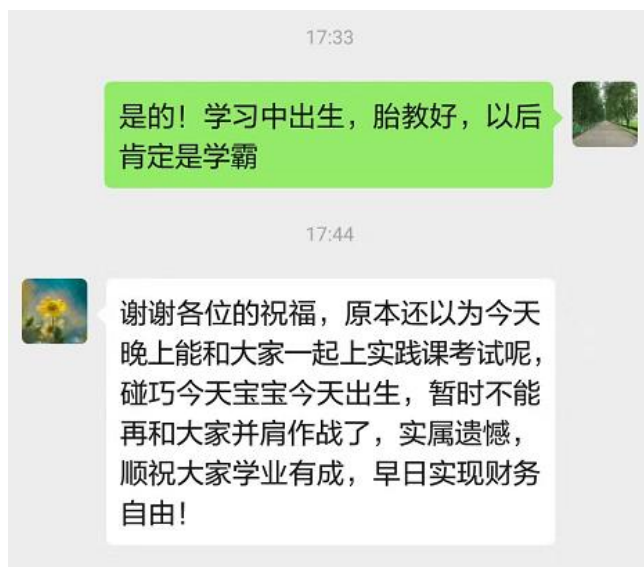 17:33
是的！学习中出生，胎教好，以后
肯定是学霸
17:44
谢谢各位的祝福，原本还以为今天
晚上能和大家一起上实践课考试呢，
碰巧今天宝宝今天出生，暂时不能
再和大家并肩作战了，实属遗憾，
顺祝大家学业有成，早日实现财务
自由！